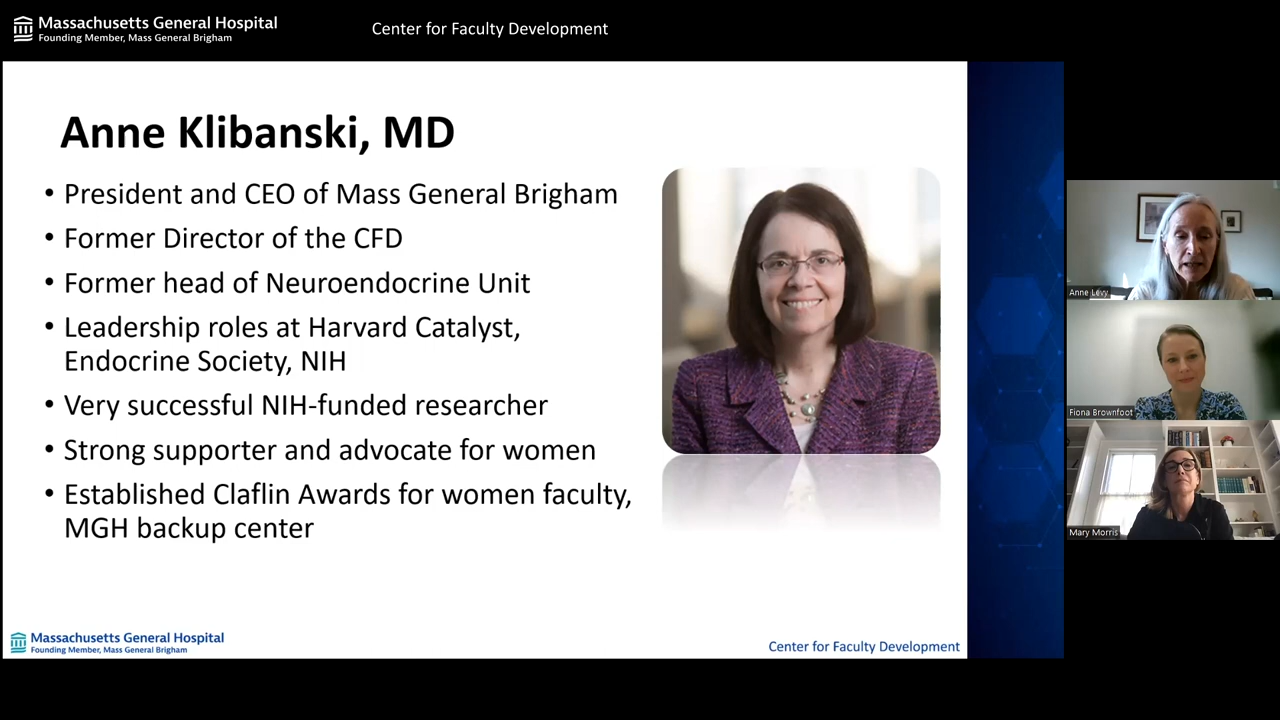 Massachusetts General Hospital
Founding Member, Mass General Brigham
Center for Faculty Development
Anne Klibanski, MD
• President and CEO of Mass General Brigham
• Former Director of the CFD
• Former head of Neuroendocrine Unit
• Leadership roles at Harvard Catalyst,
Endocrine Society, NIH
• Very successful NIH-funded researcher
• Strong supporter and advocate for women
• Established Claflin Awards for women faculty,
MGH backup center
Anne Levy
Fiona Brownfoot
Mary Morris
Massachusetts General Hospital
Founding Member, Mass General Brigham
Center for Faculty Development